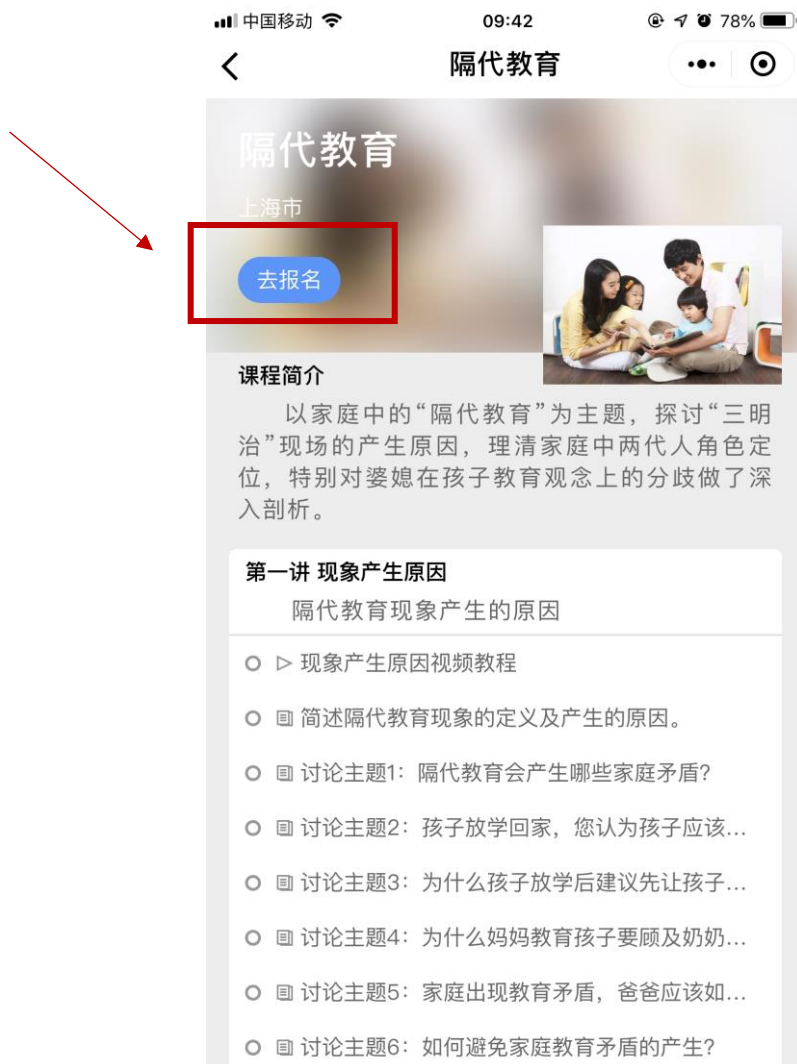 中国移动 09:42 78%
隔代教育
隔代教育
上海市
去报名
课程简介
以家庭中的“隔代教育”为主题，探讨“三明
治”现场的产生原因，理清家庭中两代人角色定
位，特别对婆媳在孩子教育观念上的分歧做了深
入剖析。
第一讲 现象产生原因
隔代教育现象产生的原因
现象产生原因视频教程
简述隔代教育现象的定义及产生的原因。
讨论主题1：隔代教育会产生哪些家庭矛盾?
讨论主题2：孩子放学回家，您认为孩子应该...
讨论主题3：为什么孩子放学后建议先让孩子...
讨论主题4：为什么妈妈教育孩子要顾及奶奶...
讨论主题5：家庭出现教育矛盾，爸爸应该如...
讨论主题6：如何避免家庭教育矛盾的产生?